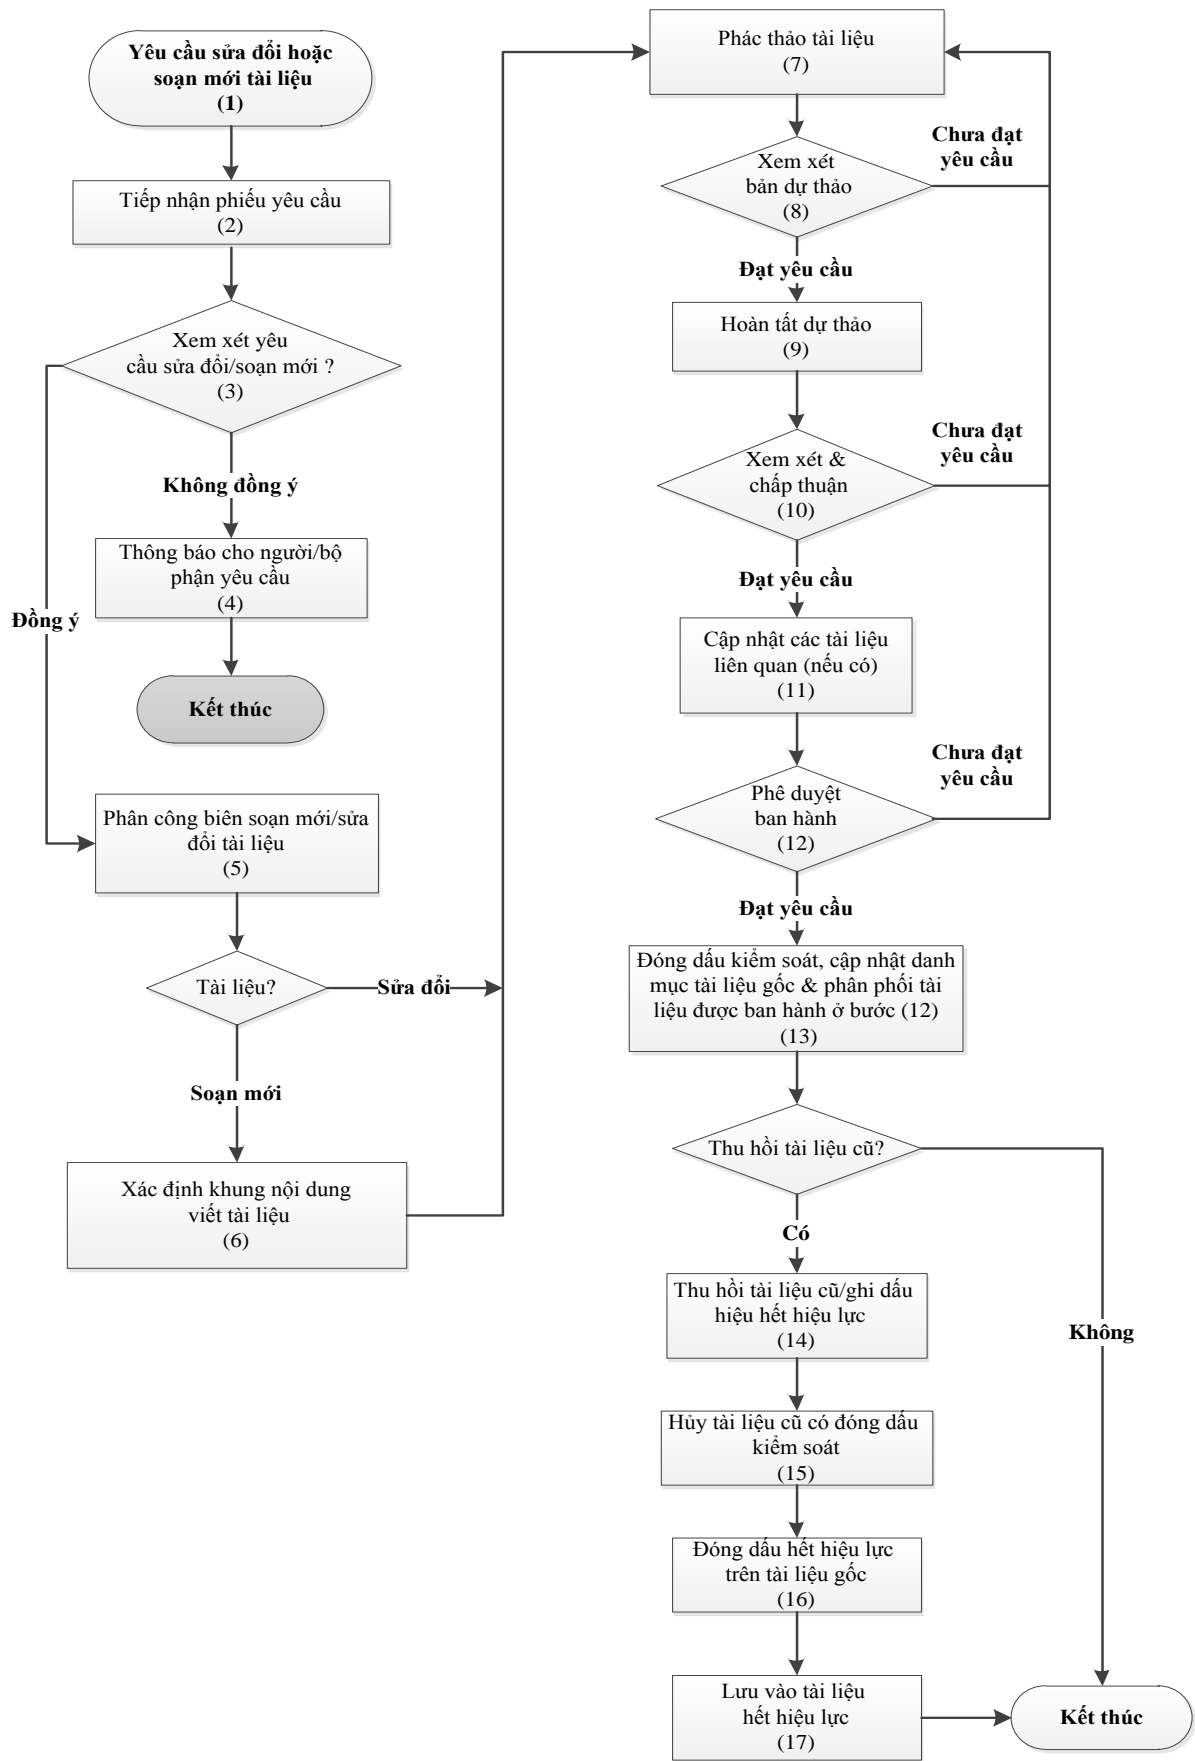 Yêu cầu sửa đổi hoặc
soạn mới tài liệu
(1)
Tiếp nhận phiếu yêu cầu
(2)
Xem xét yêu
cầu sửa đổi/soạn mới ?
(3)
Không đồng ý
Thông báo cho người/bộ
phận yêu cầu
(4)
Đồng ý
Kết thúc
Phân công biên soạn mới/sửa
đổi tài liệu
(5)
Tài liệu?
Sửa đổi
Soạn mới
Xác định khung nội dung
viết tài liệu
(6)
Phác thảo tài liệu
(7)
Chưa đạt
yêu cầu
Xem xét
bản dự thảo
(8)
Đạt yêu cầu
Hoàn tất dự thảo
(9)
Chưa đạt
yêu cầu
Xem xét &
chấp thuận
(10)
Đạt yêu cầu
Cập nhật các tài liệu
liên quan (nếu có)
(11)
Chưa đạt
yêu cầu
Phê duyệt
ban hành
(12)
Đạt yêu cầu
Đóng dấu kiểm soát, cập nhật danh
mục tài liệu gốc & phân phối tài
liệu được ban hành ở bước (12)
(13)
Thu hồi tài liệu cũ?
Có
Thu hồi tài liệu cũ/ghi dấu
hiệu hết hiệu lực
(14)
Không
Hủy tài liệu cũ có đóng dấu
kiểm soát
(15)
Đóng dấu hết hiệu lực
trên tài liệu gốc
(16)
Lưu vào tài liệu
hết hiệu lực
(17)
Kết thúc